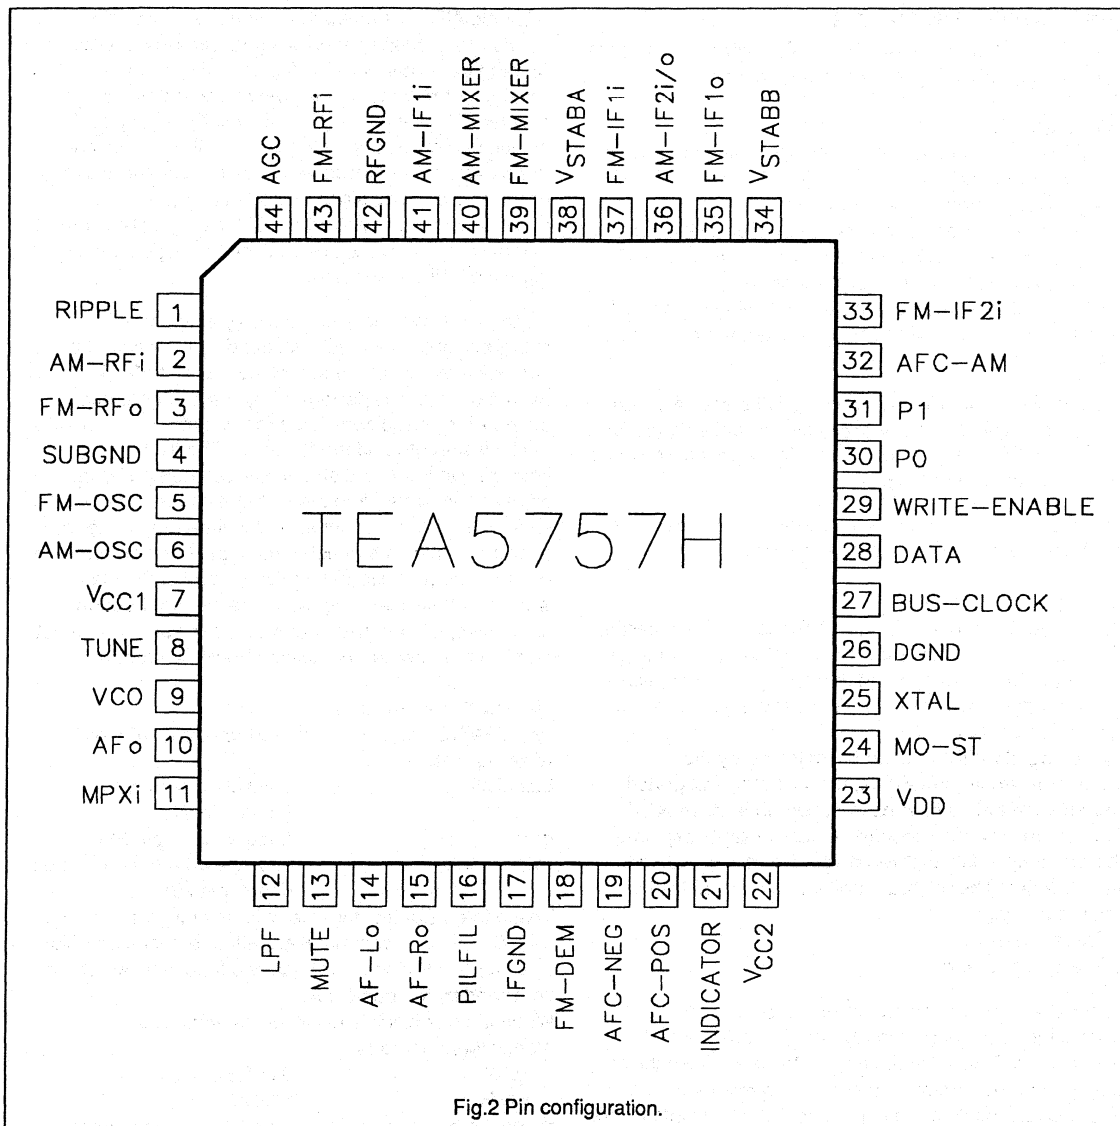 AGC 44
FM-RFi 43
RFGND 42
AM-IF1i 41
AM-MIXER 40
FM-MIXER 39
VSTABA 38
FM-IF1i 37
AM-IF2i/o 36
FM-IF1o 35
VSTABB 34
RIPPLE 1
AM-RFi 2
FM-RFo 3
SUBGND 4
FM-OSC 5
AM-OSC 6
VCC1 7
TUNE 8
VCO 9
AFo 10
MPXi 11
TEA5757H
33 FM-IF2i
32 AFC-AM
31 P1
30 P0
29 WRITE-ENABLE
28 DATA
27 BUS-CLOCK
26 DGND
25 XTAL
24 MO-ST
23 VDD
12 LPF
13 MUTE
14 AF-Lo
15 AF-Ro
16 PILFIL
17 IFGND
18 FM-DEM
19 AFC-NEG
20 AFC-POS
21 INDICATOR
22 VCC2
Fig.2 Pin configuration.